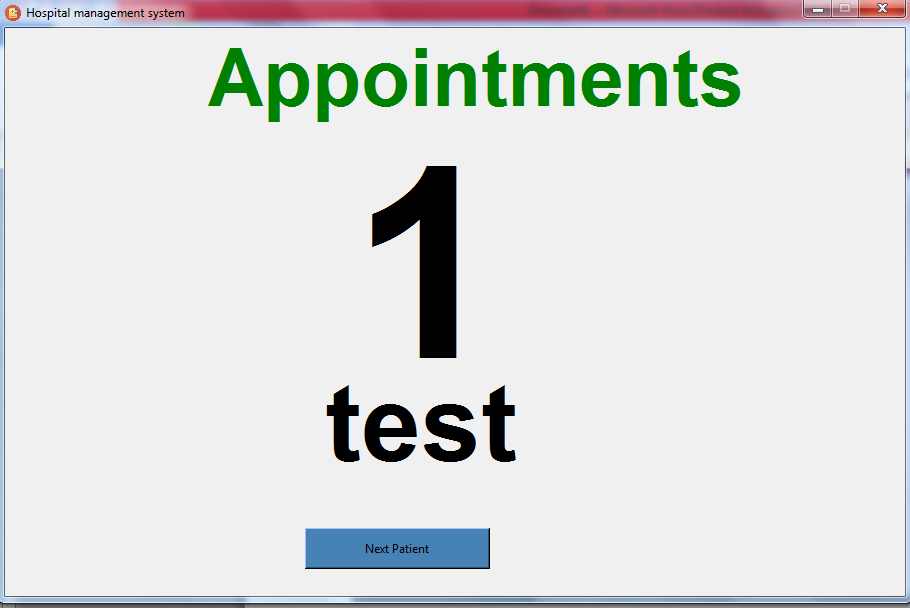 Hospital management system
Appointments
1
test
Next Patient